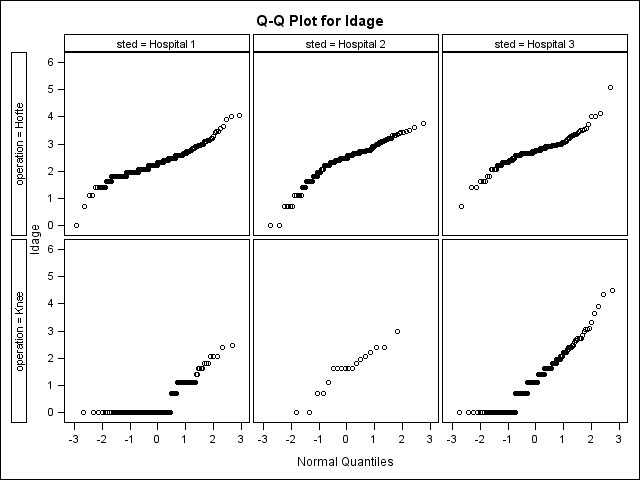 Q-Q Plot for ldage
sted = Hospital 1 sted = Hospital 2 sted = Hospital 3
operation = Hofte
6
5
4
3
2
1
0
ldage
operation = Knæ
6
5
4
3
2
1
0
-3 -2 -1 0 1 2 3 -3 -2 -1 0 1 2 3 -3 -2 -1 0 1 2 3
Normal Quantiles